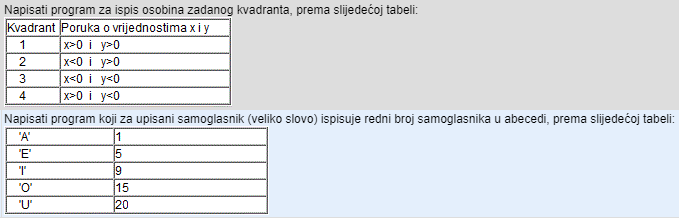 Napisati program za ispis osobina zadanog kvadranta, prema slijedećoj tabeli:
Kvadrant Poruka o vrijednostima x i y
1 x>0 i y>0
2 x<0 i y>0
3 x<0 i y<0
4 x>0 i y<0
Napisati program koji za upisani samoglasnik (veliko slovo) ispisuje redni broj samoglasnika u abecedi, prema slijedećoj tabeli:
'A' 1
'E' 5
'I' 9
'O' 15
'U' 20